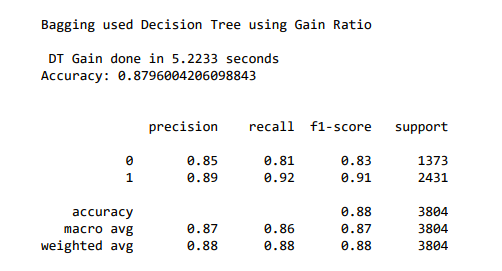 Bagging used Decision Tree using Gain Ratio
DT Gain done in 5.2233 seconds
Accuracy: 0.8796004206098843
precision recall f1-score support
0 0.85 0.81 0.83 1373
1 0.89 0.92 0.91 2431
accuracy 0.88 3804
macro avg 0.87 0.86 0.87 3804
weighted avg 0.88 0.88 0.88 3804